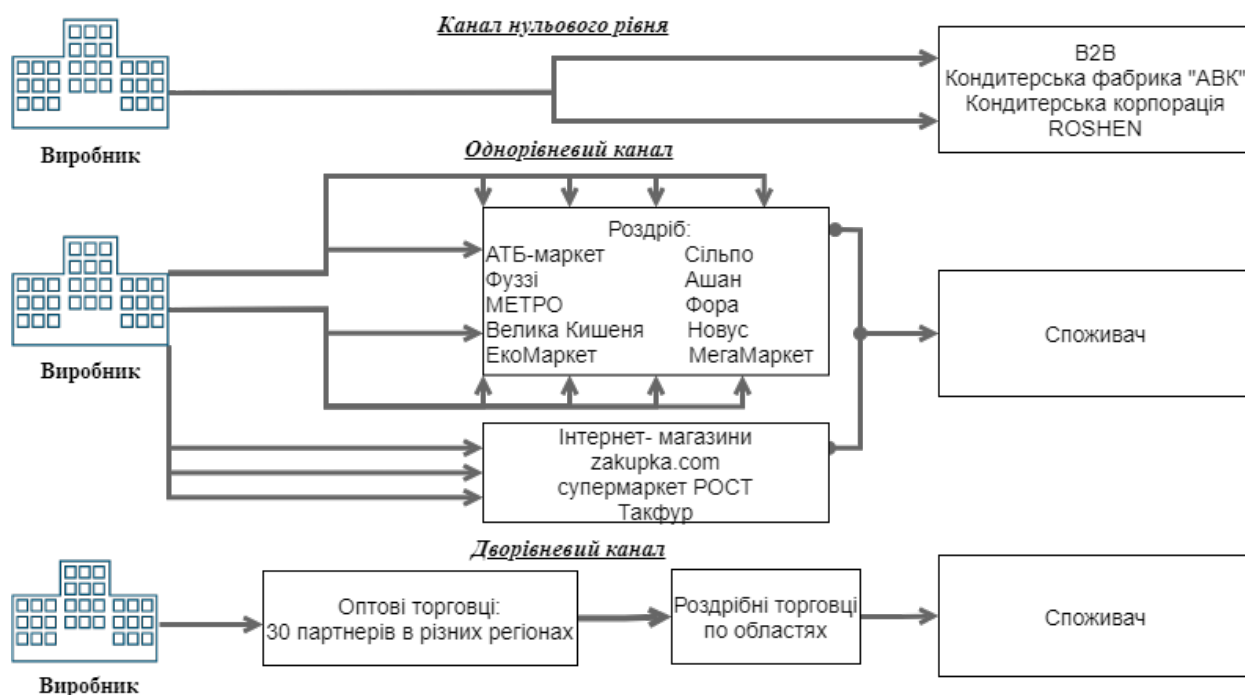 Канал нульового рівня
B2B
Кондитерська фабрика "АВК"
Кондитерська корпорація
ROSHEN
Виробник
Однорівневий канал
Роздріб:
АТБ-маркет Сільпо
Фуззі Ашан
МЕТРО Фора
Велика Кишеня Новус
ЕкоМаркет МегаМаркет
Виробник
Споживач
Інтернет- магазини
zakupka.com
супермаркет РОСТ
Такфур
Дворівневий канал
Оптові торговці:
30 партнерів в різних регіонах
Роздрібні торговці
по областях
Споживач
Виробник